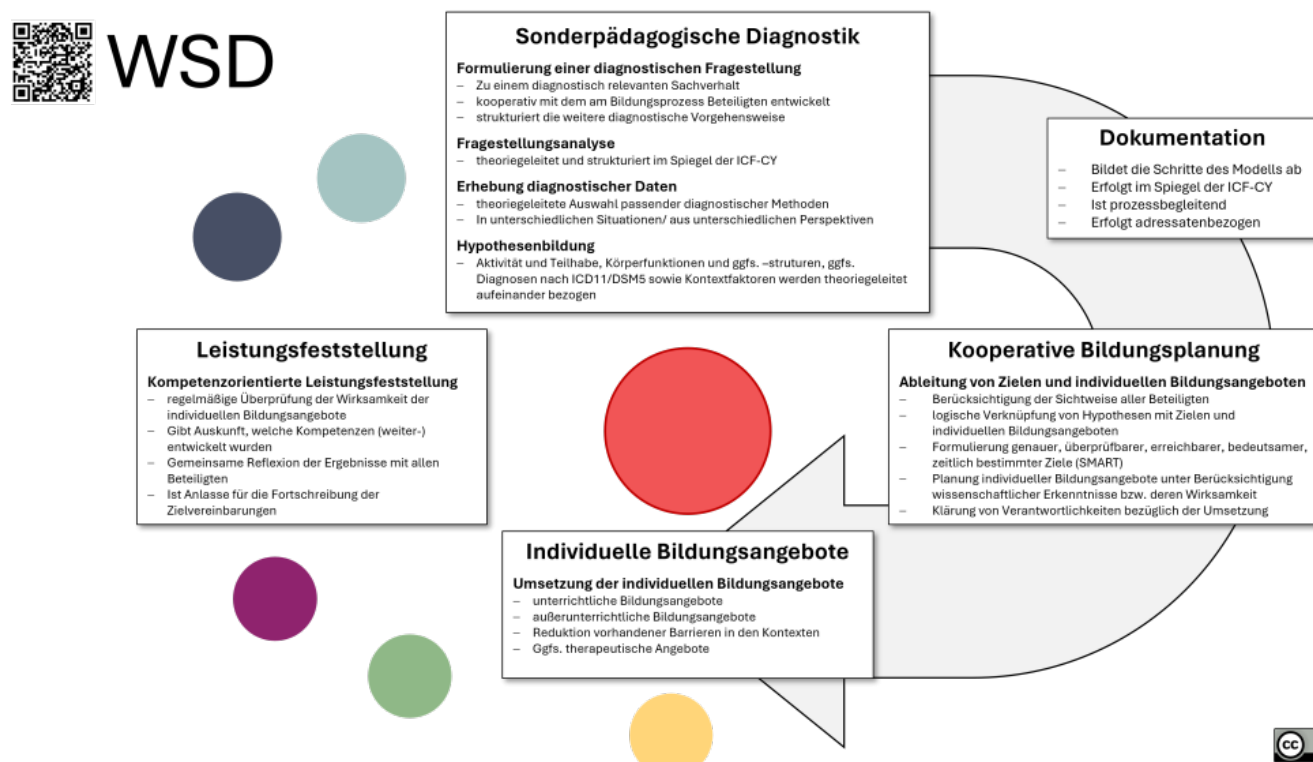 WSD
Sonderpädagogische Diagnostik
Formulierung einer diagnostischen Fragestellung
– Zu einem diagnostisch relevanten Sachverhalt
– kooperativ mit dem am Bildungsprozess Beteiligten entwickelt
– strukturiert die weitere diagnostische Vorgehensweise
Fragestellungsanalyse
– theoriegeleitet und strukturiert im Spiegel der ICF-CY
Erhebung diagnostischer Daten
– theoriegeleitete Auswahl passender diagnostischer Methoden
– In unterschiedlichen Situationen/ aus unterschiedlichen Perspektiven
Hypothesenbildung
– Aktivität und Teilhabe, Körperfunktionen und ggfs. –struturen, ggfs.
Diagnosen nach ICD11/DSM5 sowie Kontextfaktoren werden theoriegeleitet
aufeinander bezogen
Dokumentation
– Bildet die Schritte des Modells ab
– Erfolgt im Spiegel der ICF-CY
– Ist prozessbegleitend
– Erfolgt adressatenbezogen
Leistungsfeststellung
Kompetenzorientierte Leistungsfeststellung
– regelmäßige Überprüfung der Wirksamkeit der
individuellen Bildungsangebote
– Gibt Auskunft, welche Kompetenzen (weiter-)
entwickelt wurden
– Gemeinsame Reflexion der Ergebnisse mit allen
Beteiligten
– Ist Anlasse für die Fortschreibung der
Zielvereinbarungen
Kooperative Bildungsplanung
Ableitung von Zielen und individuellen Bildungsangeboten
– Berücksichtigung der Sichtweise aller Beteiligten
– logische Verknüpfung von Hypothesen mit Zielen und
individuellen Bildungsangeboten
– Formulierung genauer, überprüfbarer, erreichbarer, bedeutsamer,
zeitlich bestimmter Ziele (SMART)
– Planung individueller Bildungsangebote unter Berücksichtigung
wissenschaftlicher Erkenntnisse bzw. deren Wirksamkeit
– Klärung von Verantwortlichkeiten bezüglich der Umsetzung
Individuelle Bildungsangebote
Umsetzung der individuellen Bildungsangebote
– unterrichtliche Bildungsangebote
– außerunterrichtliche Bildungsangebote
– Reduktion vorhandener Barrieren in den Kontexten
– Ggfs. therapeutische Angebote
cc